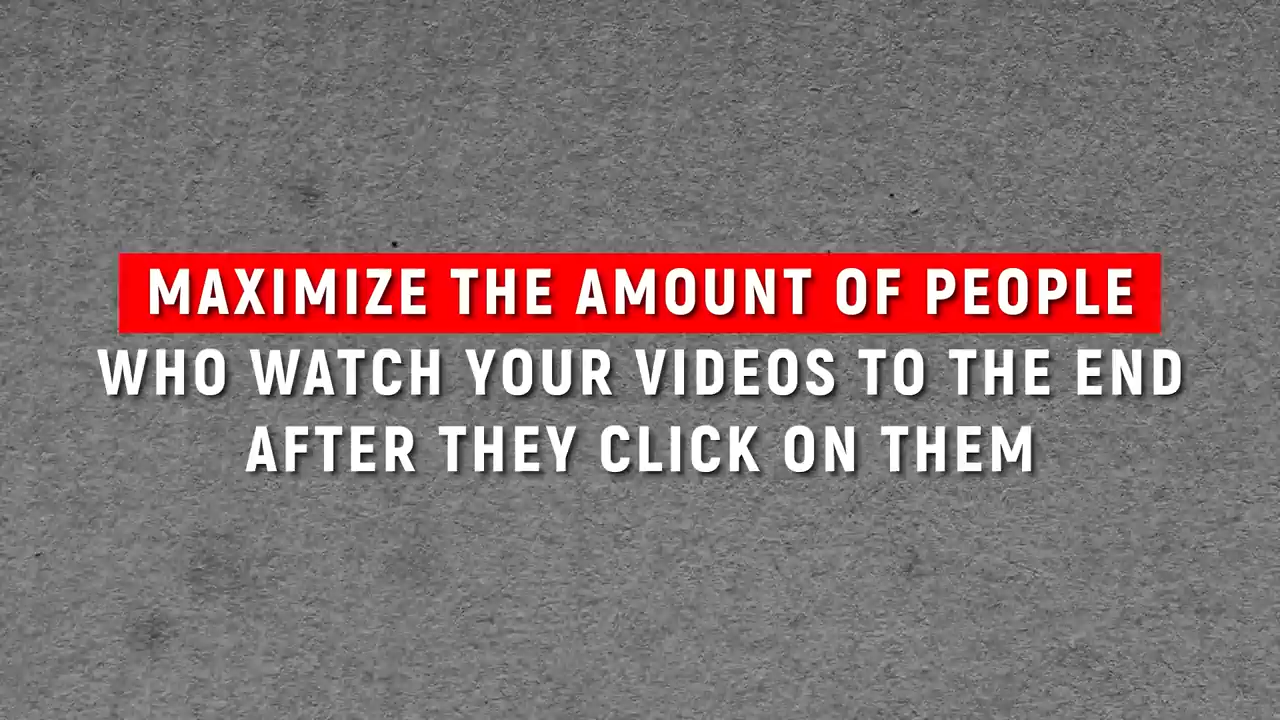 MAXIMIZE THE AMOUNT OF PEOPLE
WHO WATCH YOUR VIDEOS TO THE END
AFTER THEY CLICK ON THEM